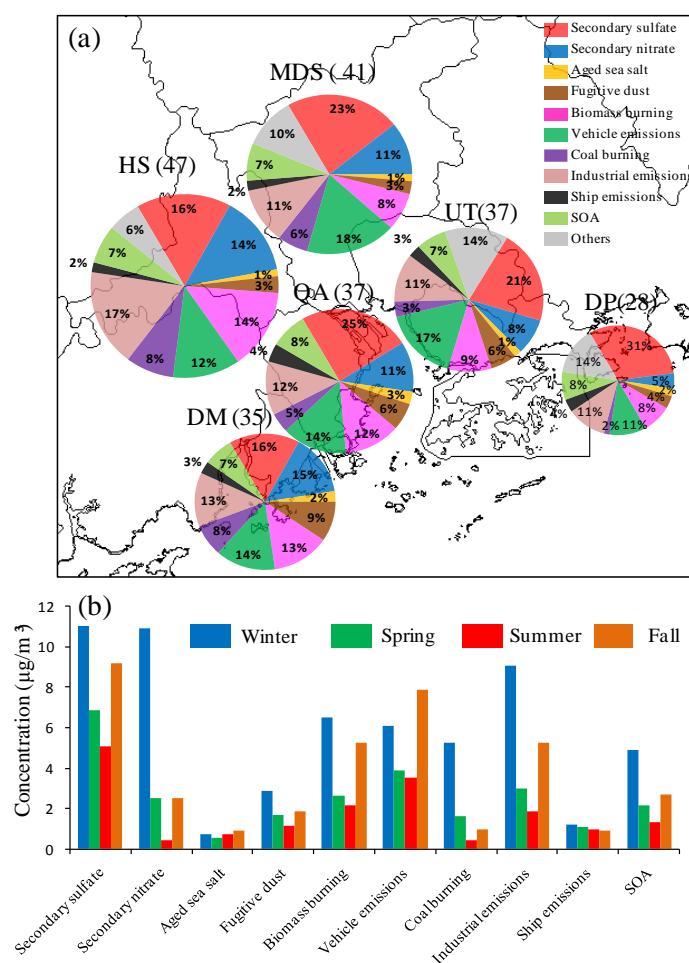 (a)
Secondary sulfate
Secondary nitrate
Aged sea salt
Fugitive dust
Biomass burning
Vehicle emissions
Coal burning
Industrial emissions
Ship emissions
SOA
Others
MDS ( 41)
23%
11%
1%
3%
8%
18%
6%
11%
2%
7%
10%
HS (47)
16%
14%
1%
3%
14%
12%
8%
17%
2%
7%
6%
UT(37)
14%
21%
8%
1%
6%
9%
17%
3%
11%
3%
7%
QA (37)
25%
11%
3%
6%
12%
14%
5%
12%
4%
8%
DP(28)
31%
5%
2%
4%
8%
11%
2%
11%
4%
8%
14%
DM (35)
16%
15%
2%
9%
13%
14%
8%
13%
3%
7%
(b)
Winter Spring Summer Fall
Concentration (µg/m³)
12
10
8
6
4
2
0
Secondary sulfate
Secondary nitrate
Aged sea salt
Fugitive dust
Biomass burning
Vehicle emissions
Coal burning
Industrial emissions
Ship emissions
SOA